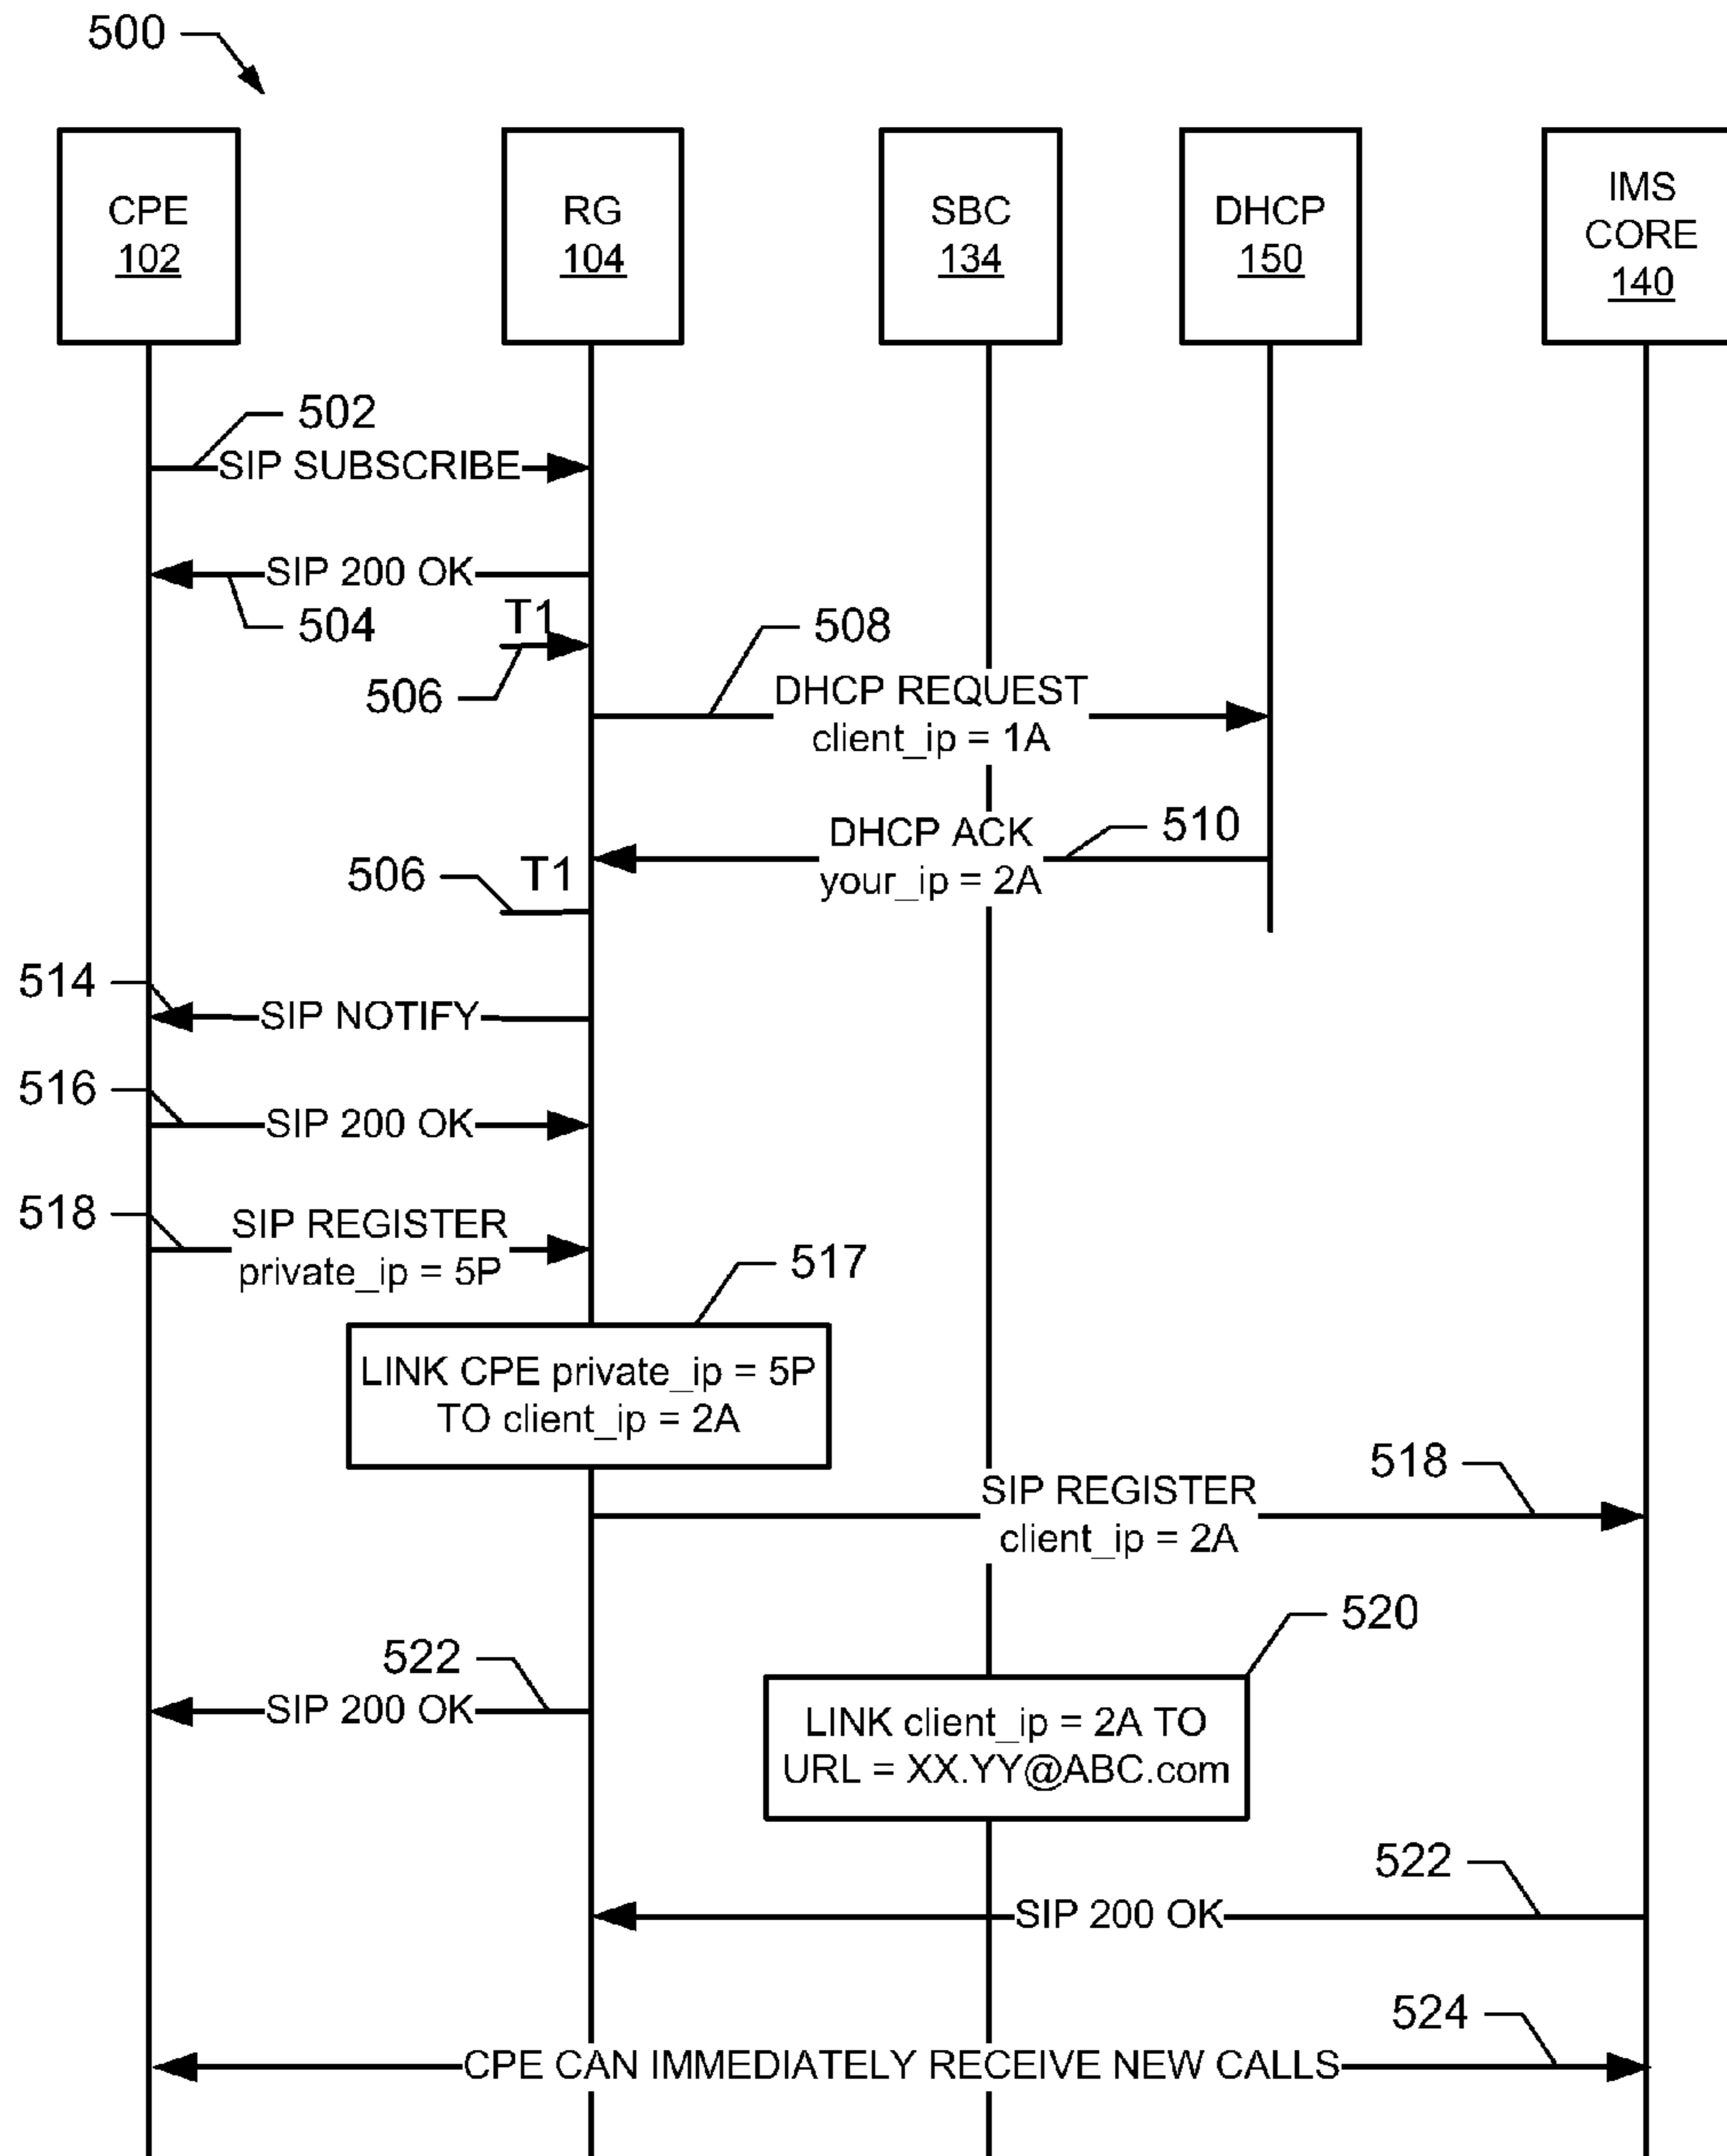 500
CPE
102
RG
104
SBC
134
DHCP
150
IMS
CORE
140
502
SIP SUBSCRIBE
SIP 200 OK
504
T1
506
508
DHCP REQUEST
client_ip = 1A
DHCP ACK
your_ip = 2A
510
506
T1
514
SIP NOTIFY
516
SIP 200 OK
518
SIP REGISTER
private_ip = 5P
517
LINK CPE private_ip = 5P
TO client_ip = 2A
518
SIP REGISTER
client_ip = 2A
520
522
SIP 200 OK
LINK client_ip = 2A TO
URL = XX.YY@ABC.com
522
SIP 200 OK
524
CPE CAN IMMEDIATELY RECEIVE NEW CALLS